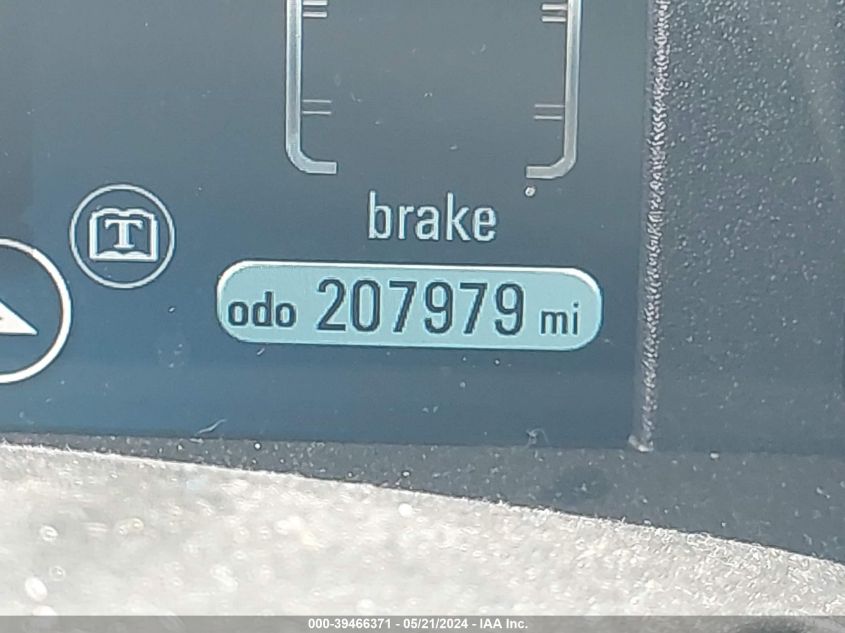 brake
T
odo 207979 mi
000-39466371 - 05/21/2024 - IAA Inc.